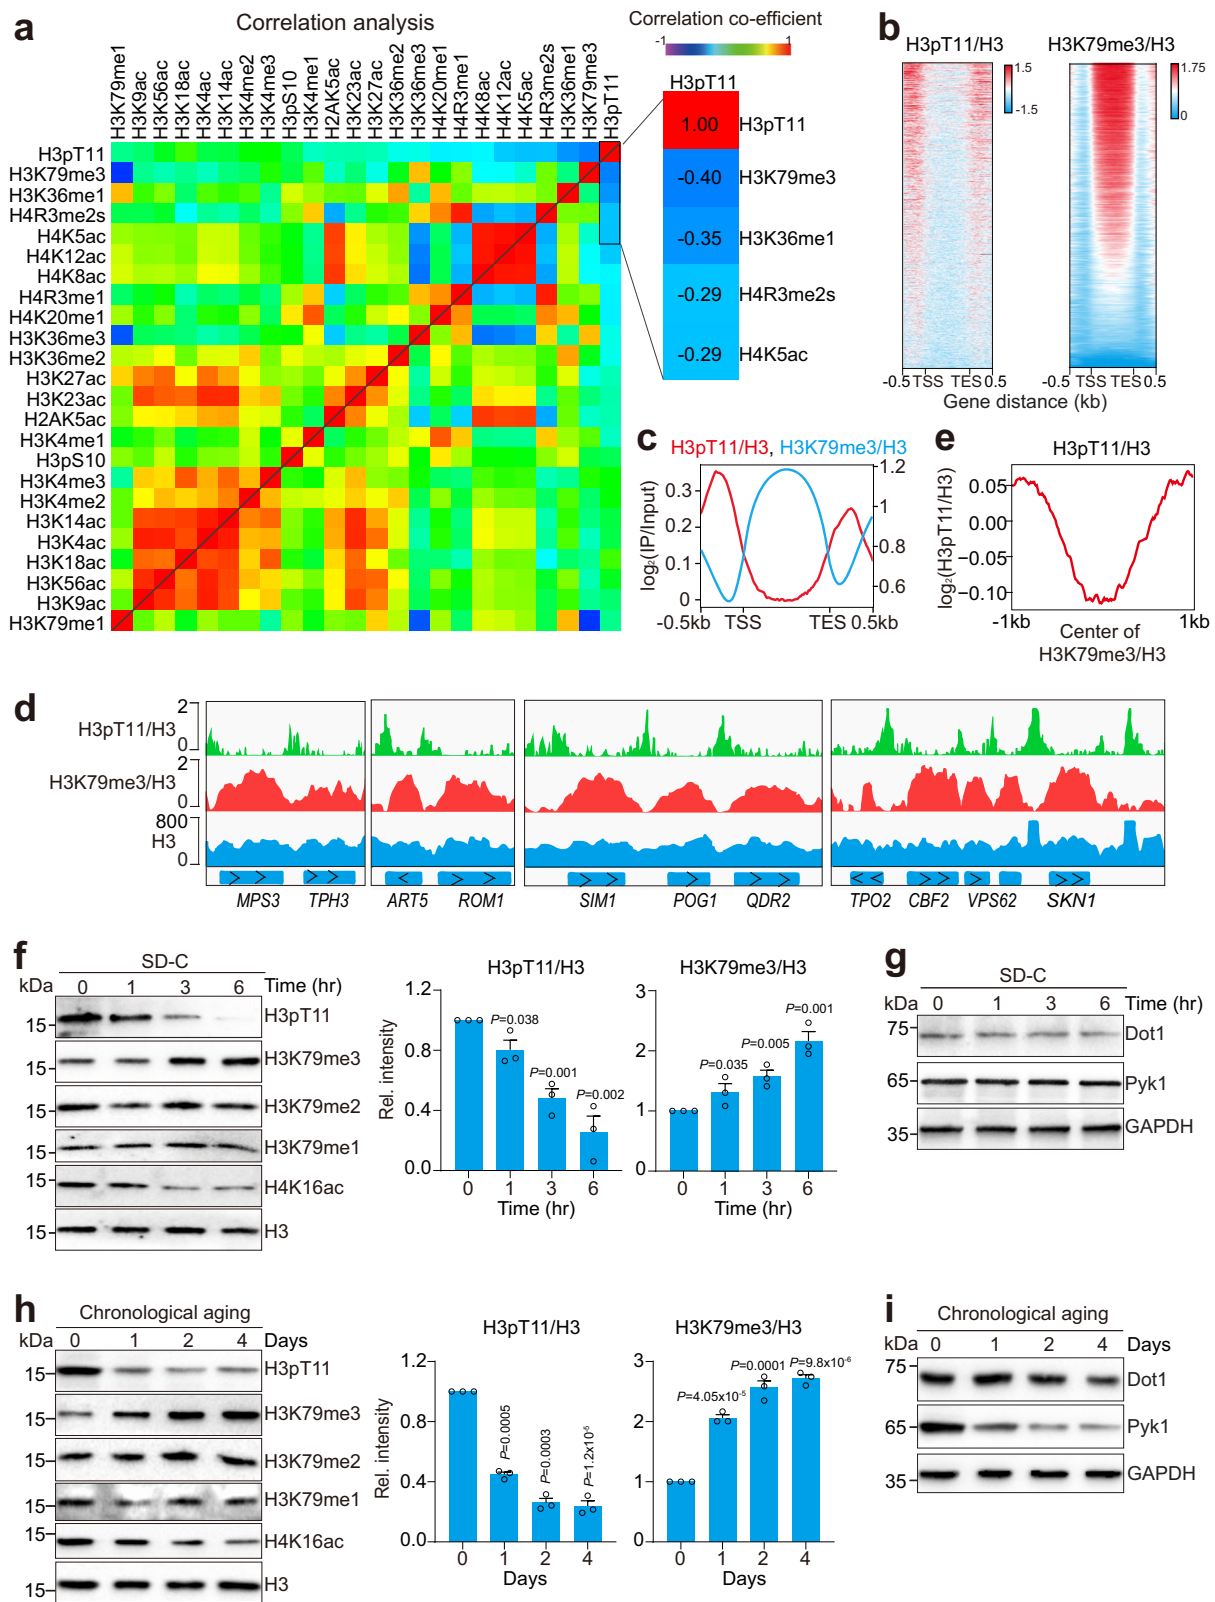 a
Correlation analysis
Correlation co-efficient
-1
1
H3K79me1
H3K9ac
H3K56ac
H3K18ac
H3K4ac
H3K14ac
H3K4me2
H3K4me3
H3pS10
H3K4me1
H2AK5ac
H3K23ac
H3K27ac
H3K36me2
H3K36me3
H4K20me1
H4R3me1
H4K8ac
H4K12ac
H4K5ac
H4R3me2s
H3K36me1
H3K79me3
H3pT11
H3pT11
H3K79me3
H3K36me1
H4R3me2s
H4K5ac
H4K12ac
H4K8ac
H4R3me1
H4K20me1
H3K36me3
H3K36me2
H3K27ac
H3K23ac
H2AK5ac
H3K4me1
H3pS10
H3K4me3
H3K4me2
H3K14ac
H3K4ac
H3K18ac
H3K56ac
H3K9ac
H3K79me1
H3pT11
1.00 H3pT11
-0.40 H3K79me3
-0.35 H3K36me1
-0.29 H4R3me2s
-0.29 H4K5ac
b
H3pT11/H3
1.5
-1.5
H3K79me3/H3
1.75
0
-0.5 TSS TES 0.5
-0.5 TSS TES 0.5
Gene distance (kb)
c
H3pT11/H3, H3K79me3/H3
log₂(IP/Input)
0.3
0.2
0.1
0
1.2
1
0.8
0.6
-0.5kb TSS TES 0.5kb
e
H3pT11/H3
log₂(H3pT11/H3)
0.05
0.00
−0.05
−0.10
-1kb
1kb
Center of
H3K79me3/H3
d
H3pT11/H3
2
0
H3K79me3/H3
2
0
H3
800
0
MPS3 TPH3 ART5 ROM1 SIM1 POG1 QDR2 TPO2 CBF2 VPS62 SKN1
f
SD-C
kDa 0 1 3 6 Time (hr)
15 H3pT11
15 H3K79me3
15 H3K79me2
15 H3K79me1
15 H4K16ac
15 H3
H3pT11/H3
Rel. intensity
1.2
0.8
0.4
0.0
P=0.038
P=0.001
P=0.002
0 1 3 6
Time (hr)
H3K79me3/H3
3
2
1
0
P=0.035
P=0.005
P=0.001
0 1 3 6
Time (hr)
g
SD-C
kDa 0 1 3 6 Time (hr)
75 Dot1
65 Pyk1
35 GAPDH
h
Chronological aging
kDa 0 1 2 4 Days
15 H3pT11
15 H3K79me3
15 H3K79me2
15 H3K79me1
15 H4K16ac
15 H3
H3pT11/H3
Rel. intensity
1.2
0.8
0.4
0.0
P=0.0005
P=0.0003
P=1.2x10⁻⁵
0 1 2 4
Days
H3K79me3/H3
3
2
1
0
P=4.05x10⁻⁵
P=0.0001
P=9.8x10⁻⁶
0 1 2 4
Days
i
Chronological aging
kDa 0 1 2 4 Days
75 Dot1
65 Pyk1
35 GAPDH